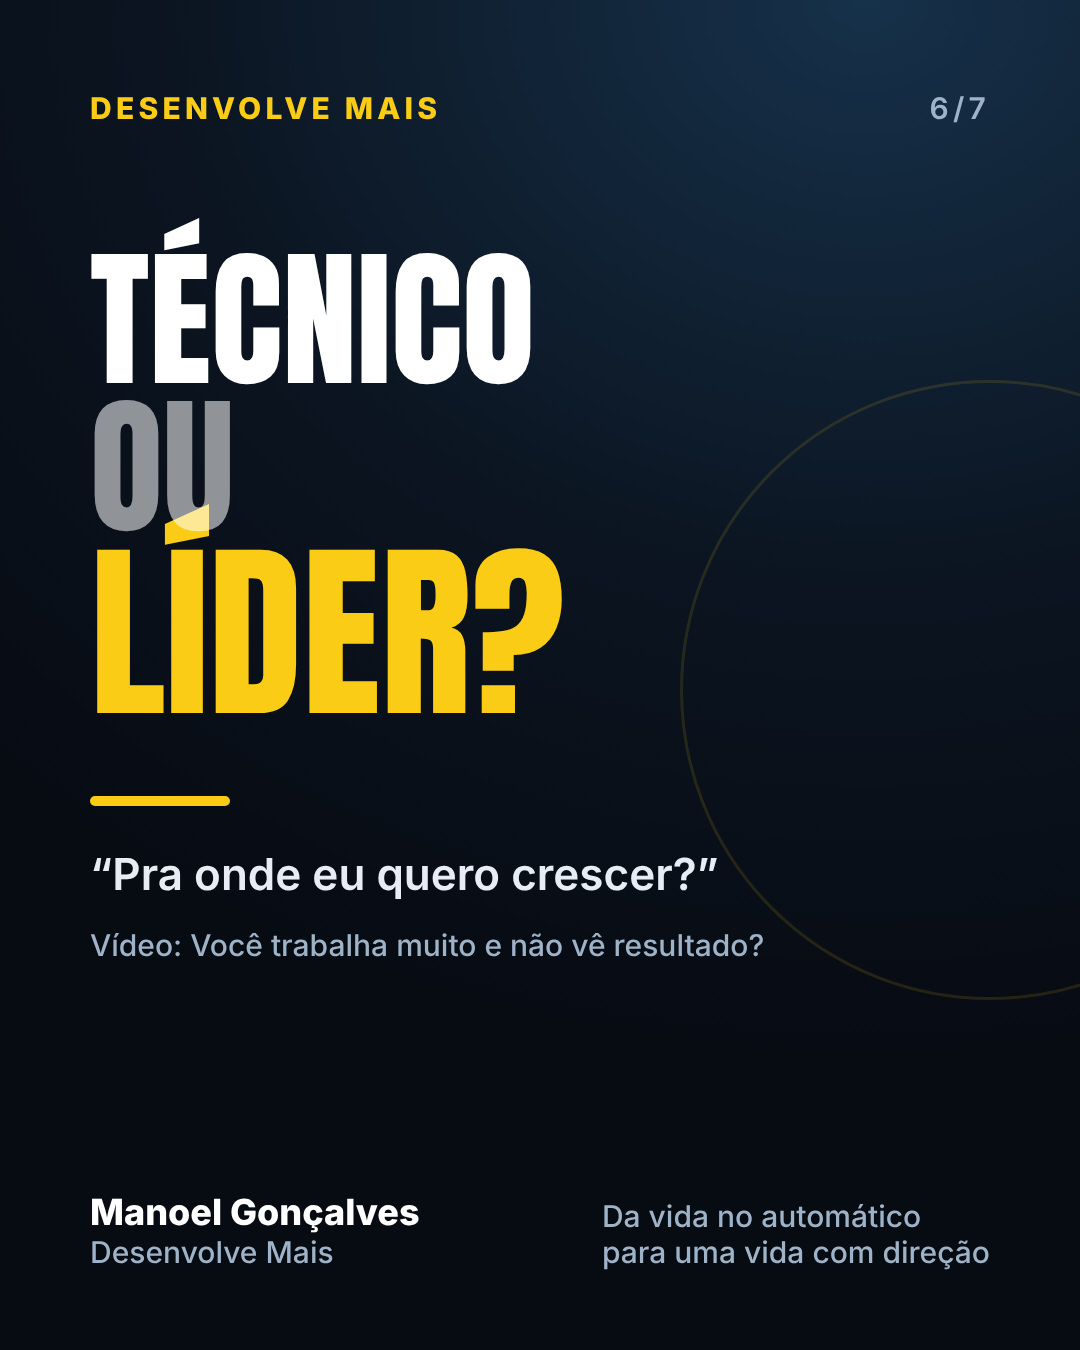 DESENVOLVE MAIS
6/7
TÉCNICO
OU
LÍDER?
“Pra onde eu quero crescer?”
Vídeo: Você trabalha muito e não vê resultado?
Manoel Gonçalves
Desenvolve Mais
Da vida no automático
para uma vida com direção